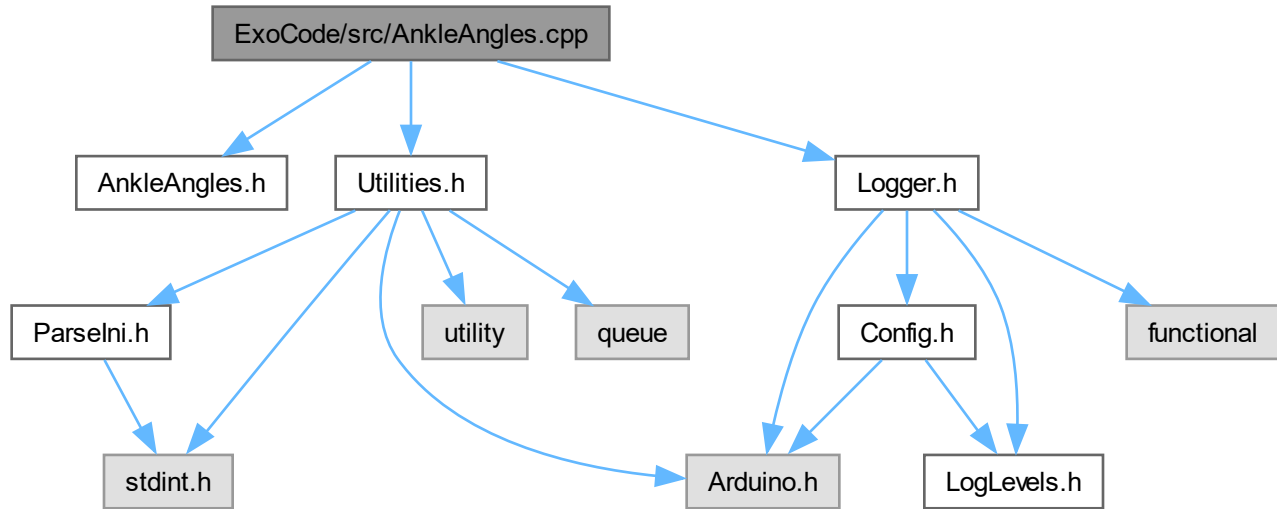 ExoCode/src/AnkleAngles.cpp
AnkleAngles.h
Utilities.h
Logger.h
ParseIni.h
utility
queue
Config.h
functional
stdint.h
Arduino.h
LogLevels.h